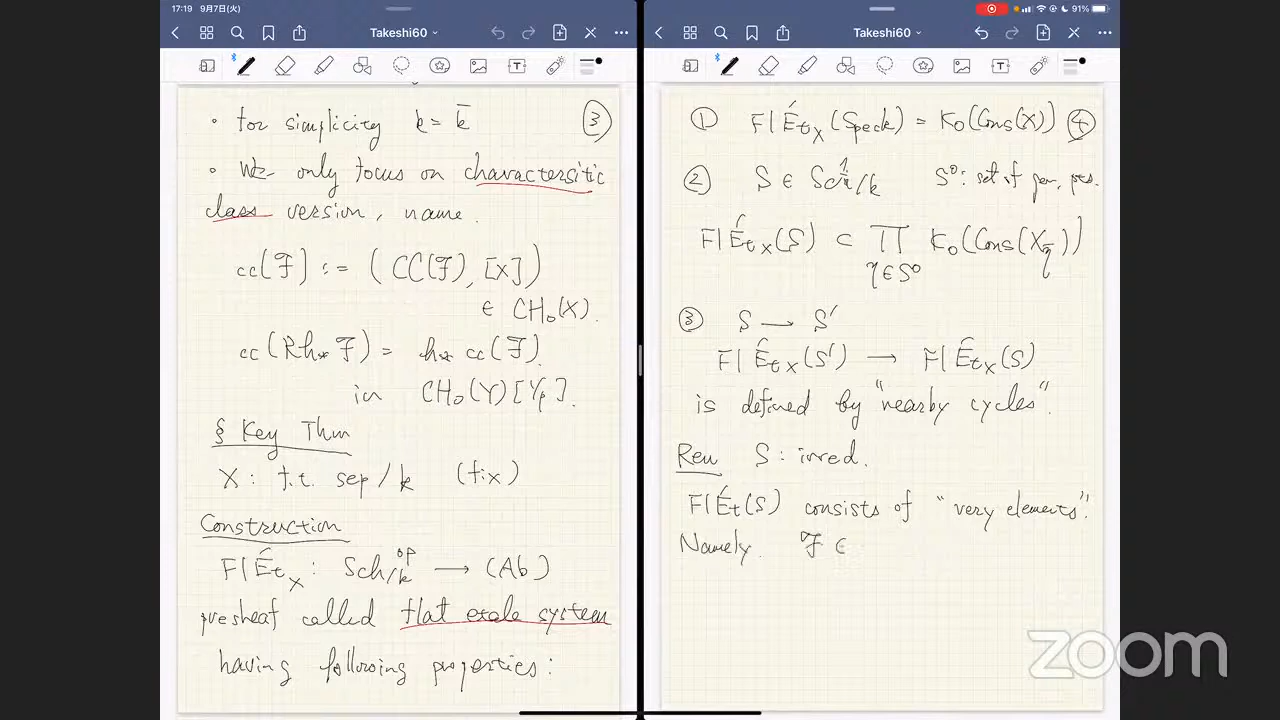 17:19 9月7日(火)
Takeshi60
・ for simplicity k = k̄ ③
・ We only focus on charactersitic
class version, name.
cc(ℱ) := (CC(ℱ), [X])
∈ CH₀(X).
cc(Rh⁎ℱ) = h⁎cc(ℱ).
in CH₀(Y)[1/p].
§ Key Thm
X : f.t. sep/k (fix)
Construction
FlÉt_X : Sch/k^op → (Ab)
presheaf called flat etale system
having following properties :
91%
Takeshi60
① FlÉt_X(Spec k) = K₀(Cons(X)) ④
② S ∈ Sch/k S⁰ : set of gen. pts.
FlÉt_X(S) ⊂ ∏ K₀(Cons(X_η̄))
η∈S⁰
③ S → S′
FlÉt_X(S′) → FlÉt_X(S)
is defined by "nearby cycles".
Rem S : irred.
FlÉt(S) consists of "very elements".
Namely. ℱ ∈
zoom